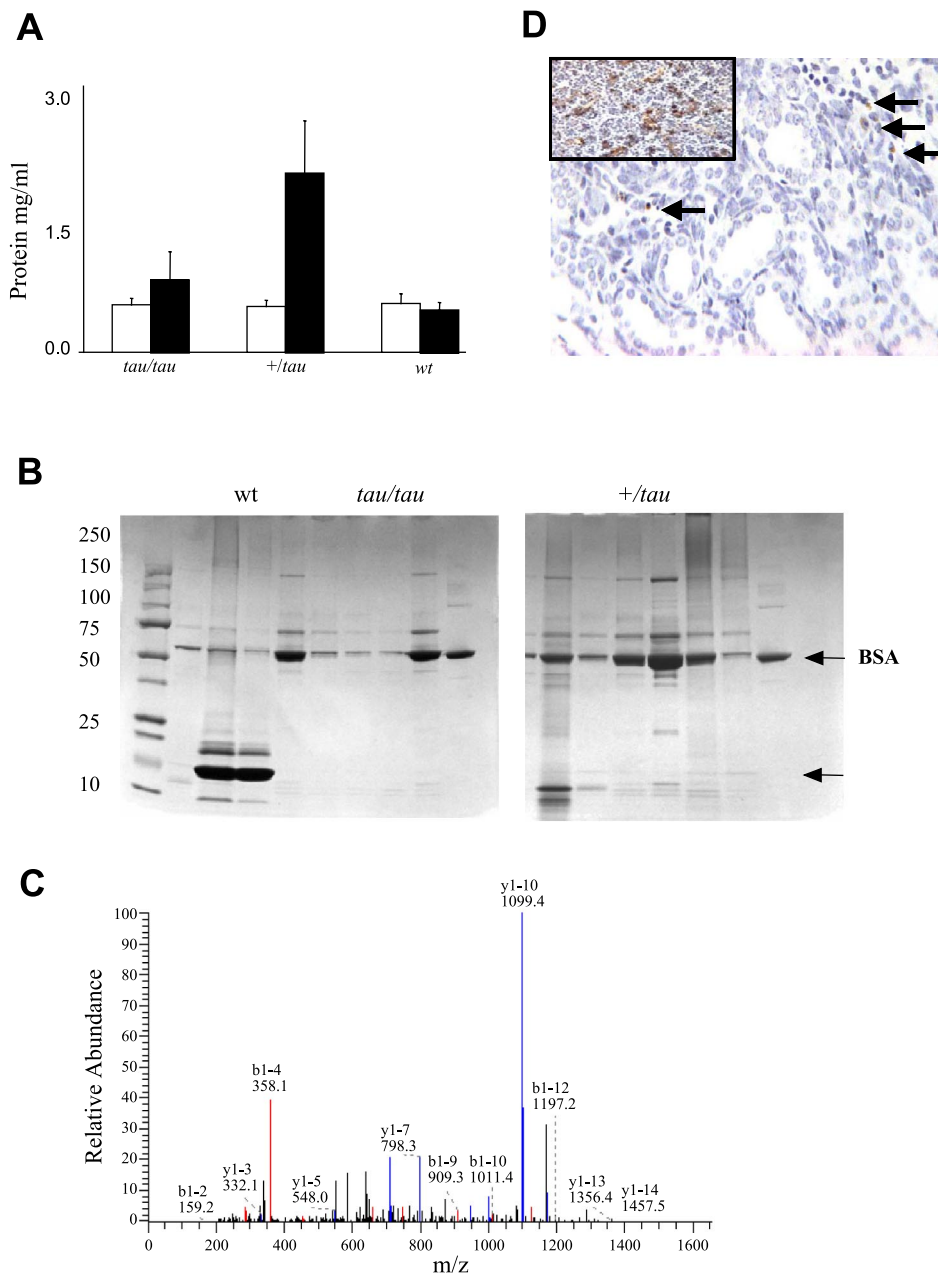 A
Protein mg/ml
3.0
1.5
0.0
tau/tau
+/tau
wt
D
B
wt
tau/tau
+/tau
250
150
100
75
50
25
10
BSA
C
Relative Abundance
100
90
80
70
60
50
40
30
20
10
0
b1-2
159.2
y1-3
332.1
b1-4
358.1
y1-5
548.0
y1-7
798.3
b1-9
909.3
b1-10
1011.4
y1-10
1099.4
b1-12
1197.2
y1-13
1356.4
y1-14
1457.5
0 200 400 600 800 1000 1200 1400 1600
m/z